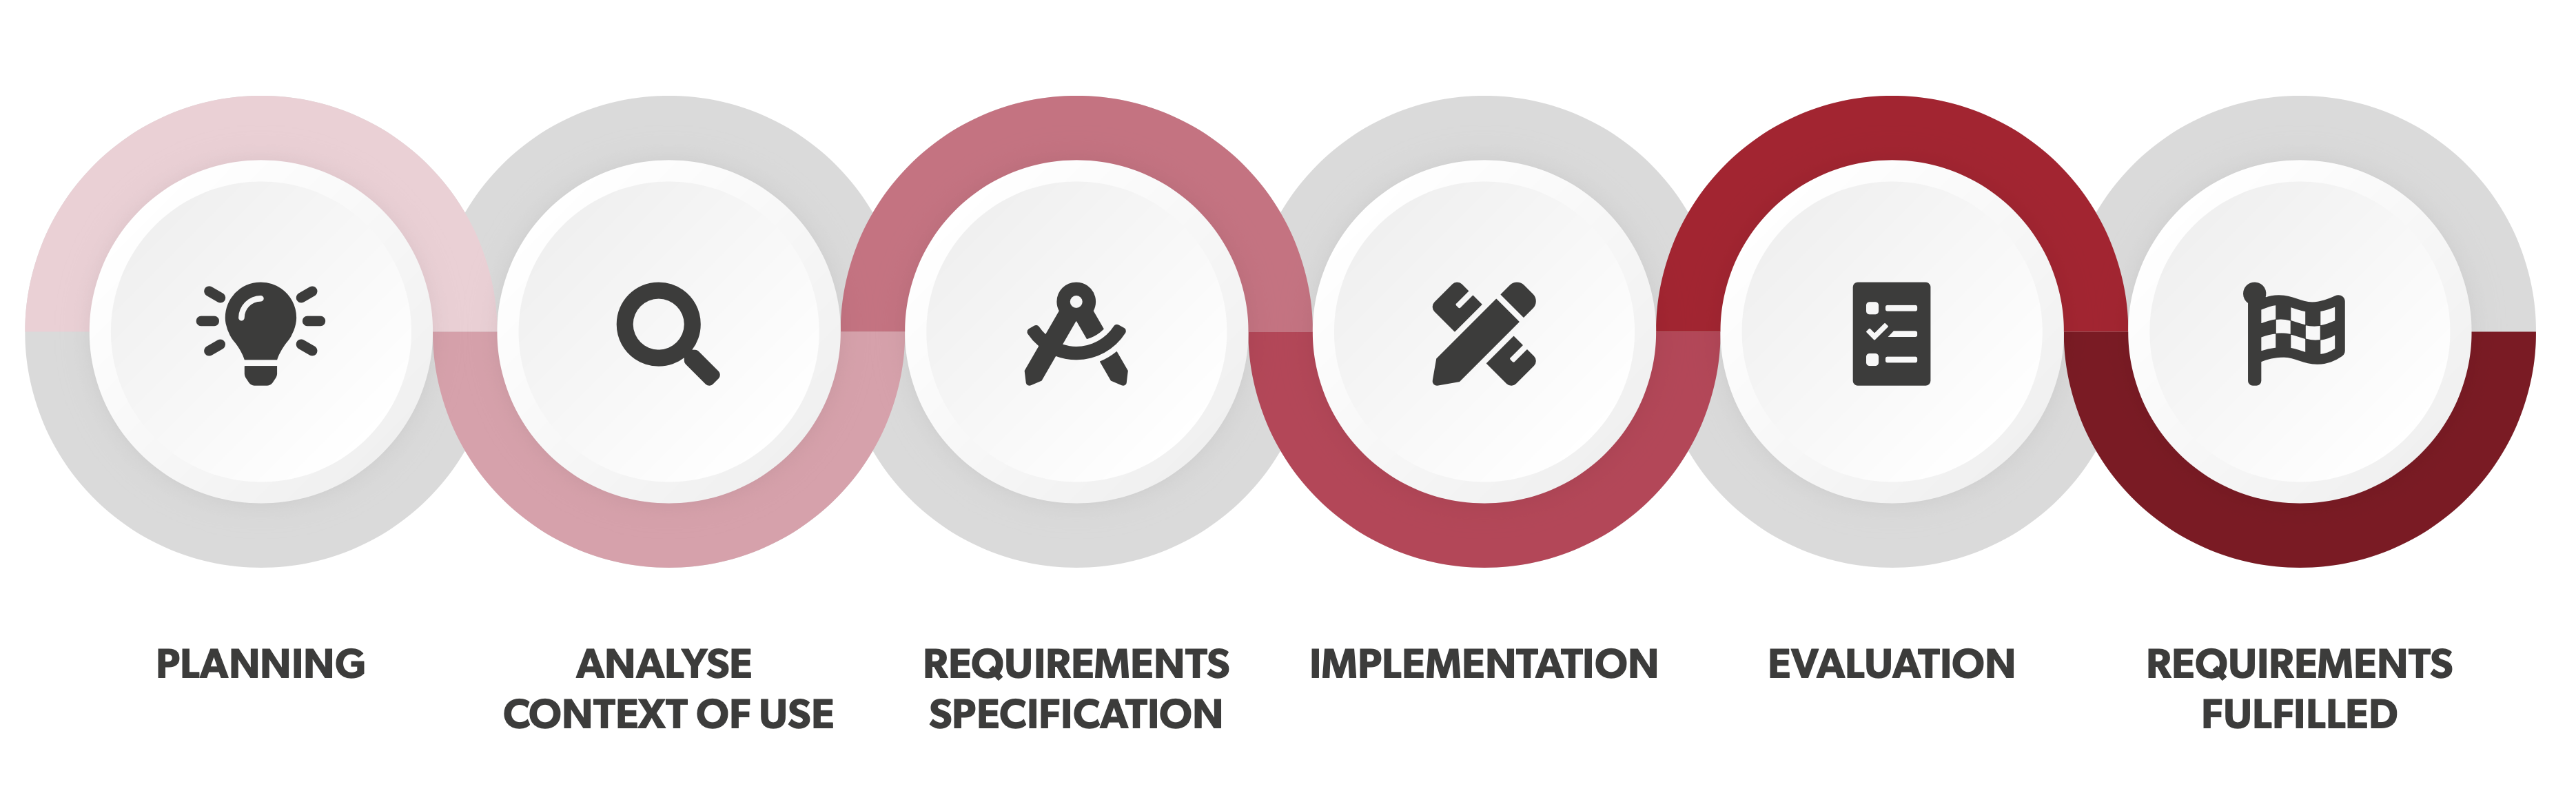 PLANNING
ANALYSE
CONTEXT OF USE
REQUIREMENTS
SPECIFICATION
IMPLEMENTATION
EVALUATION
REQUIREMENTS
FULFILLED